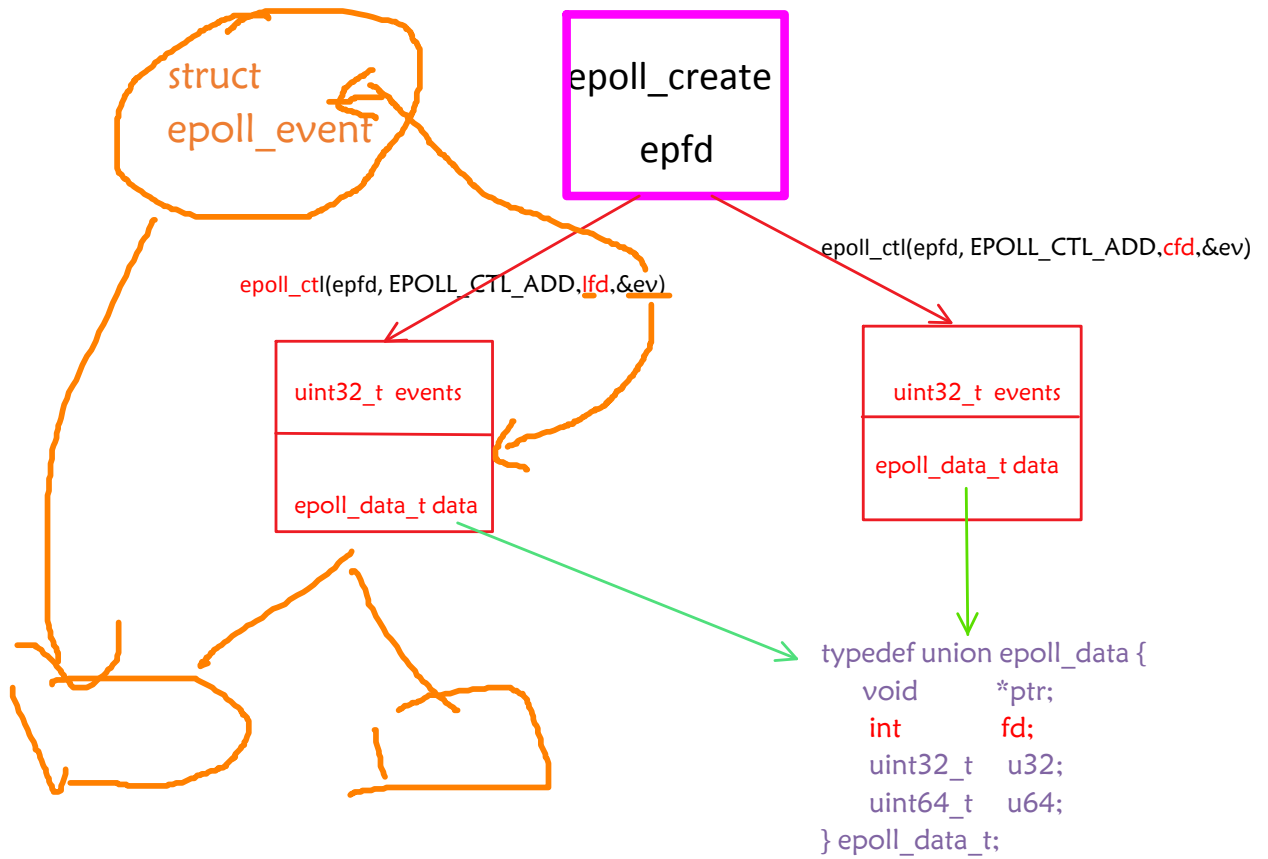 struct
epoll_event
epoll_create
epfd
epoll_ctl(epfd, EPOLL_CTL_ADD,cfd,&ev)
epoll_ctl(epfd, EPOLL_CTL_ADD,lfd,&ev)
uint32_t events
epoll_data_t data
uint32_t events
epoll_data_t data
typedef union epoll_data {
void *ptr;
int fd;
uint32_t u32;
uint64_t u64;
} epoll_data_t;